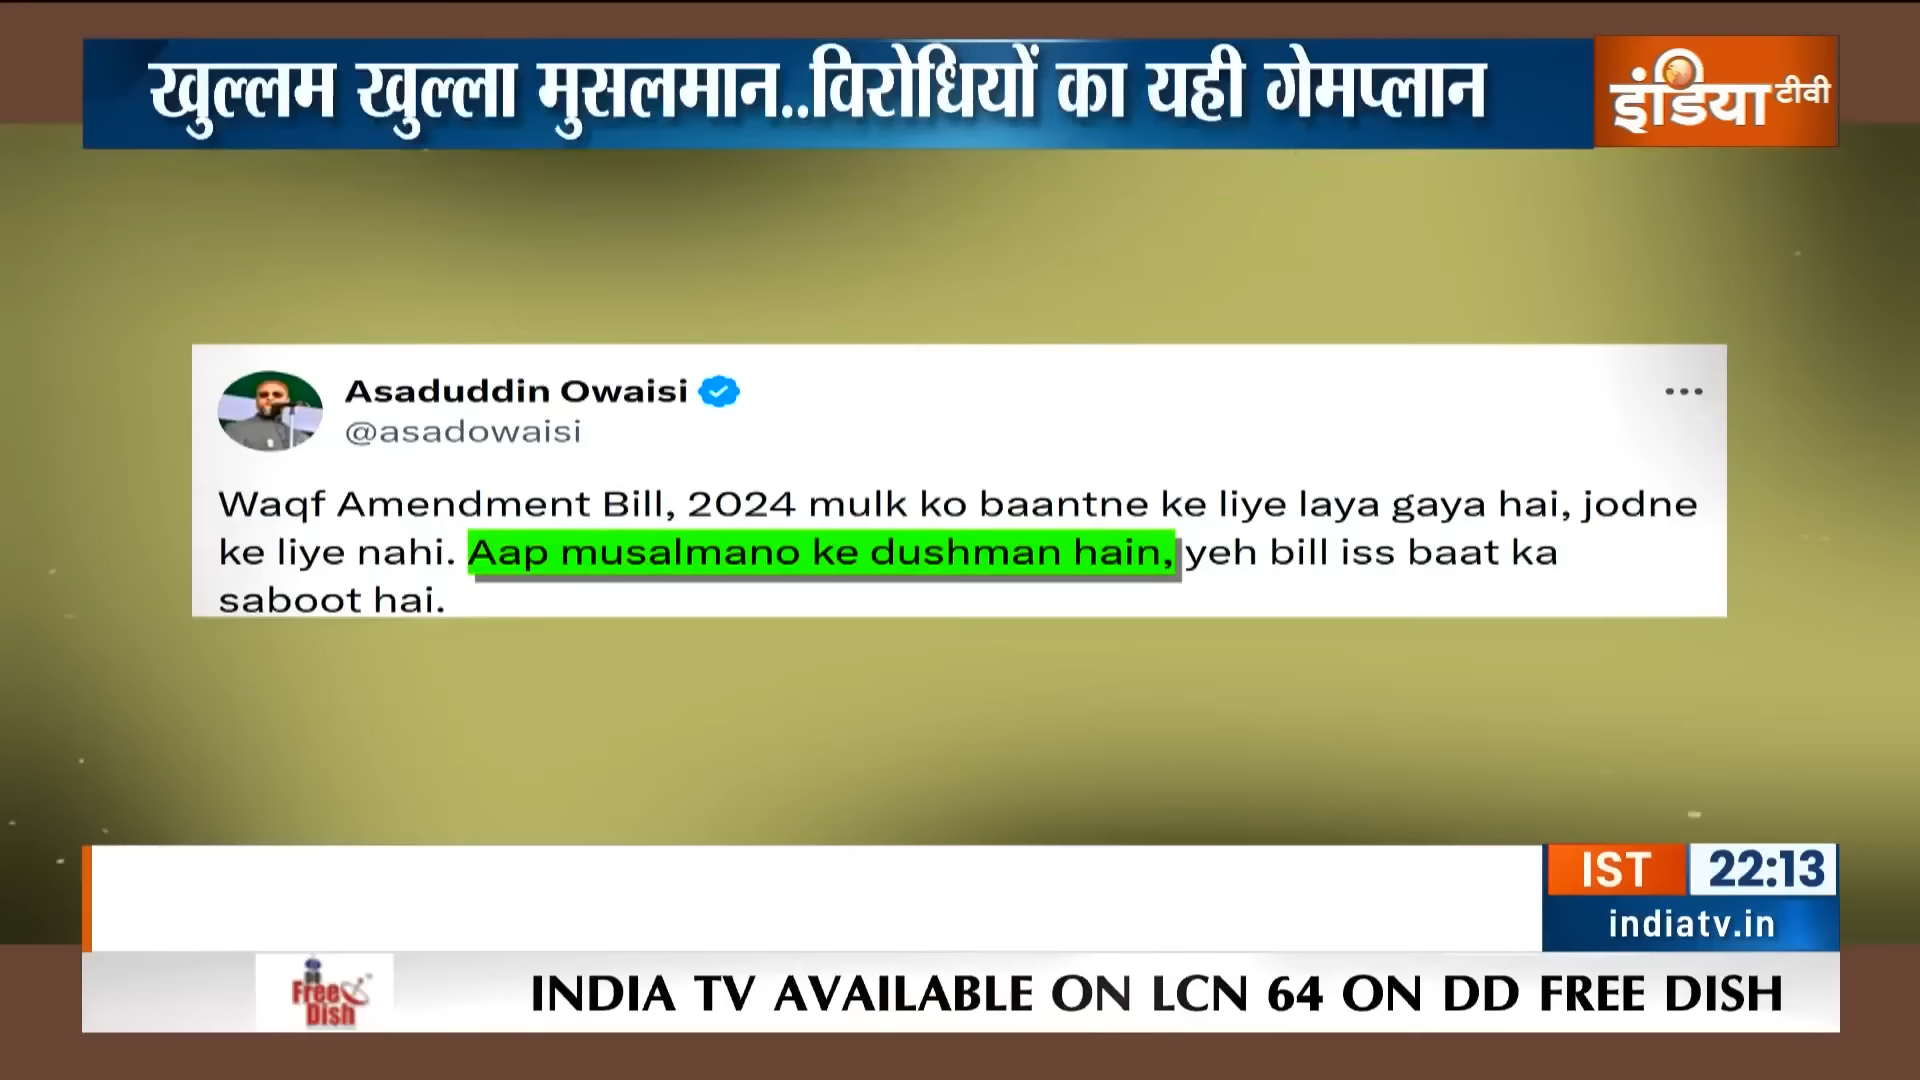 खुल्लम खुल्ला मुसलमान..विरोधियों का यही गेमप्लान
इंडिया टीवी
Asaduddin Owaisi
@asadowaisi
Waqf Amendment Bill, 2024 mulk ko baantne ke liye laya gaya hai, jodne
ke liye nahi. Aap musalmano ke dushman hain, yeh bill iss baat ka
saboot hai.
IST 22:13
indiatv.in
Free Dish
INDIA TV AVAILABLE ON LCN 64 ON DD FREE DISH